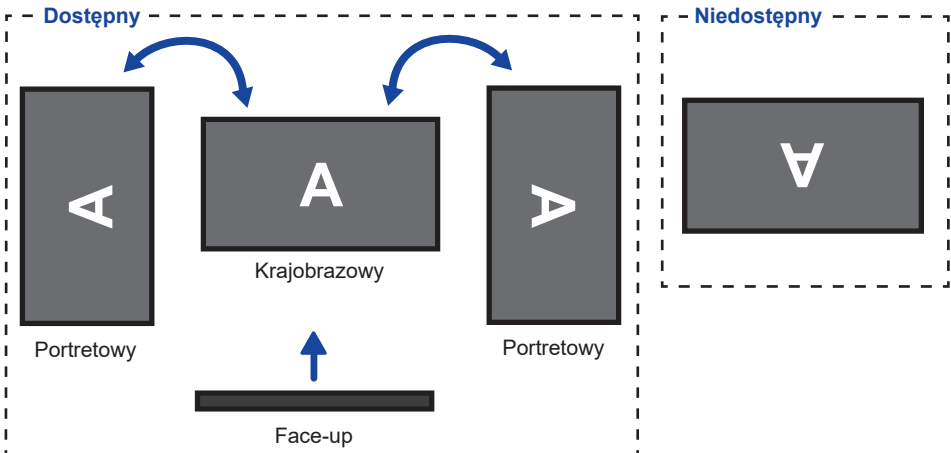 Dostępny
Niedostępny
A
A
A
A
Krajobrazowy
Portretowy
Portretowy
Face-up